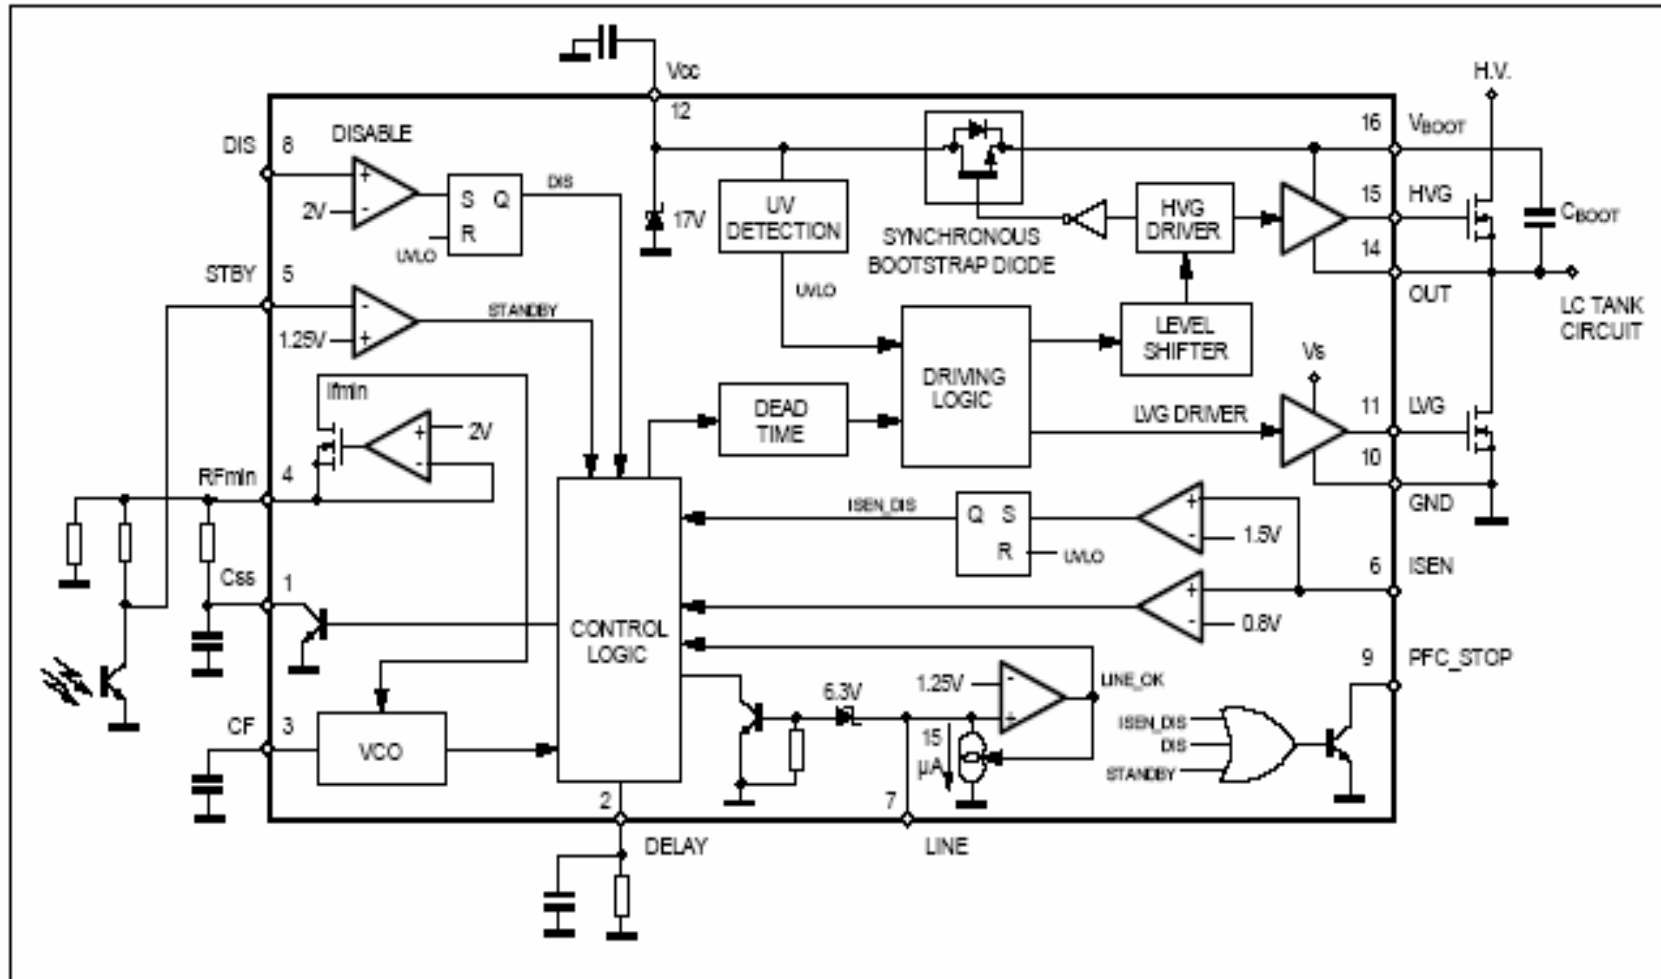 Vcc
12
H.V.
DIS
8
DISABLE
+
-
2V
S Q
R
UVLO
DIS
17V
UV
DETECTION
UVLO
SYNCHRONOUS
BOOTSTRAP DIODE
HVG
DRIVER
16
VBOOT
15
HVG
14
OUT
CBOOT
LC TANK
CIRCUIT
STBY
5
-
+
1.25V
STANDBY
LEVEL
SHIFTER
DRIVING
LOGIC
DEAD
TIME
Vs
LVG DRIVER
11
LVG
10
GND
Ifmin
+
-
2V
RFmin
4
ISEN_DIS
Q S
R
UVLO
+
-
1.5V
6
ISEN
+
-
0.8V
Css
1
CONTROL
LOGIC
9
PFC_STOP
CF
3
VCO
6.3V
1.25V
-
+
LINE_OK
15
µA
ISEN_DIS
DIS
STANDBY
2
DELAY
7
LINE